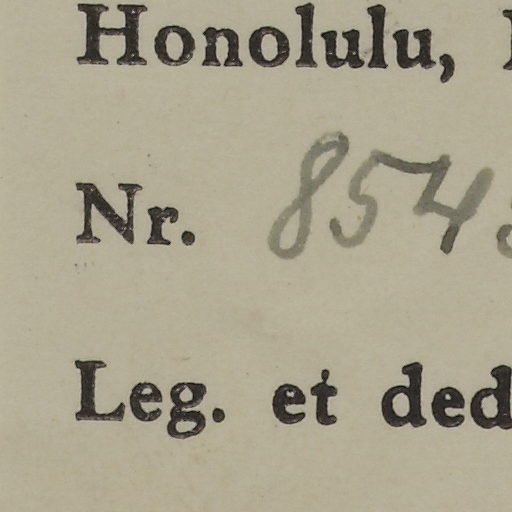 Honolulu,
Nr. 854
Leg. et ded